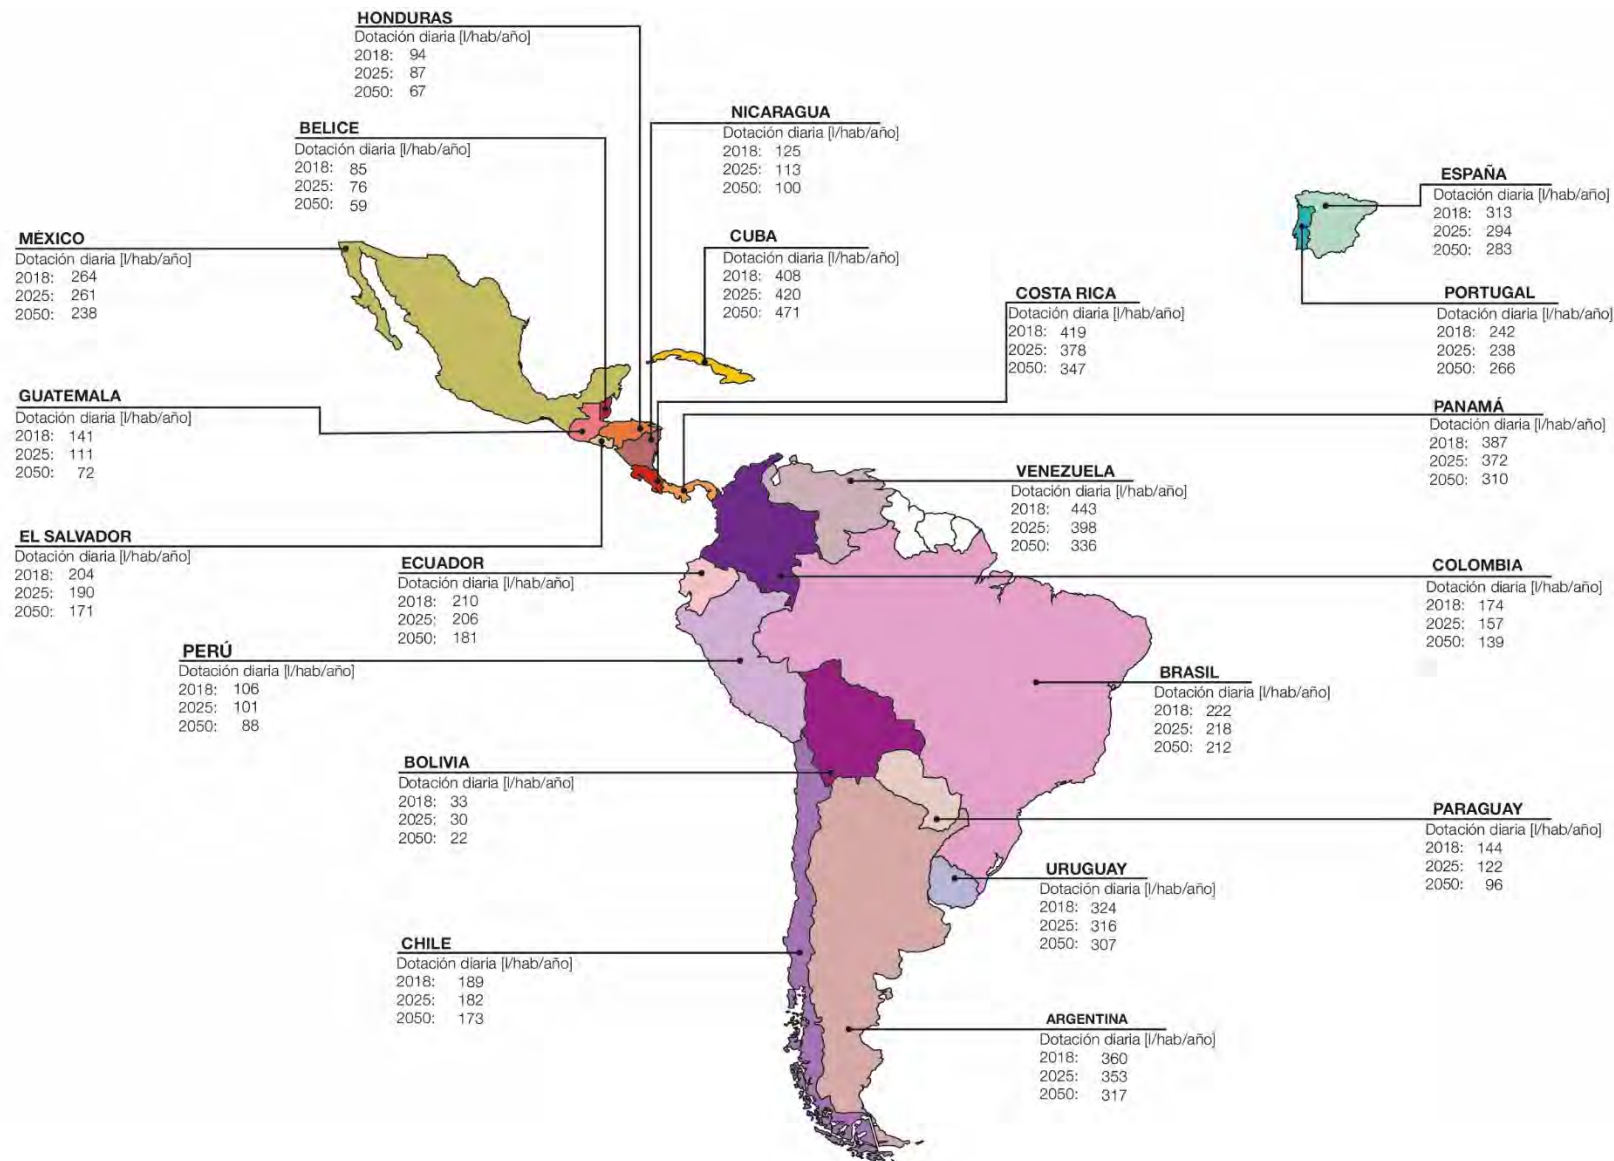 HONDURAS
Dotación diaria [l/hab/año]
2018: 94
2025: 87
2050: 67
BELICE
Dotación diaria [l/hab/año]
2018: 85
2025: 76
2050: 59
NICARAGUA
Dotación diaria [l/hab/año]
2018: 125
2025: 113
2050: 100
ESPAÑA
Dotación diaria [l/hab/año]
2018: 313
2025: 294
2050: 283
MÉXICO
Dotación diaria [l/hab/año]
2018: 264
2025: 261
2050: 238
CUBA
Dotación diaria [l/hab/año]
2018: 408
2025: 420
2050: 471
COSTA RICA
Dotación diaria [l/hab/año]
2018: 419
2025: 378
2050: 347
PORTUGAL
Dotación diaria [l/hab/año]
2018: 242
2025: 238
2050: 266
GUATEMALA
Dotación diaria [l/hab/año]
2018: 141
2025: 111
2050: 72
PANAMÁ
Dotación diaria [l/hab/año]
2018: 387
2025: 372
2050: 310
VENEZUELA
Dotación diaria [l/hab/año]
2018: 443
2025: 398
2050: 336
EL SALVADOR
Dotación diaria [l/hab/año]
2018: 204
2025: 190
2050: 171
ECUADOR
Dotación diaria [l/hab/año]
2018: 210
2025: 206
2050: 181
COLOMBIA
Dotación diaria [l/hab/año]
2018: 174
2025: 157
2050: 139
PERÚ
Dotación diaria [l/hab/año]
2018: 106
2025: 101
2050: 88
BRASIL
Dotación diaria [l/hab/año]
2018: 222
2025: 218
2050: 212
BOLIVIA
Dotación diaria [l/hab/año]
2018: 33
2025: 30
2050: 22
PARAGUAY
Dotación diaria [l/hab/año]
2018: 144
2025: 122
2050: 96
URUGUAY
Dotación diaria [l/hab/año]
2018: 324
2025: 316
2050: 307
CHILE
Dotación diaria [l/hab/año]
2018: 189
2025: 182
2050: 173
ARGENTINA
Dotación diaria [l/hab/año]
2018: 360
2025: 353
2050: 317